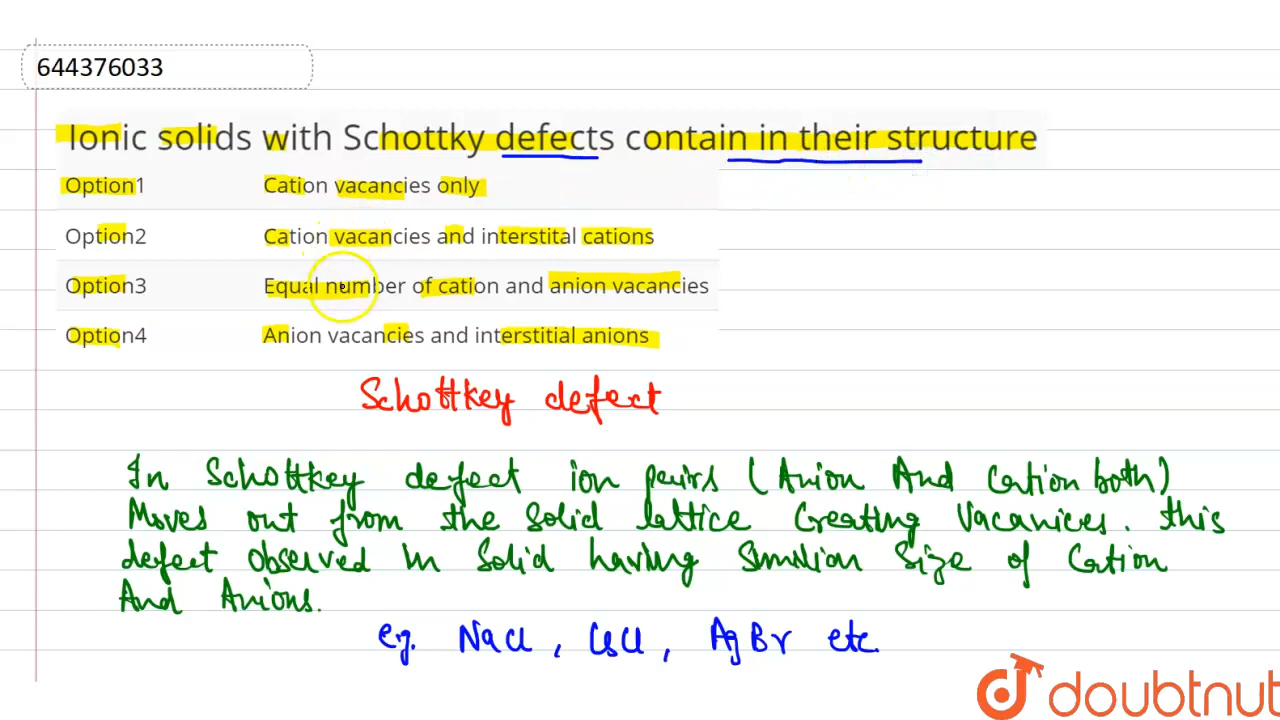 644376033
Ionic solids with Schottky defects contain in their structure
Option1 Cation vacancies only
Option2 Cation vacancies and interstital cations
Option3 Equal number of cation and anion vacancies
Option4 Anion vacancies and interstitial anions
Schottkey defect
In Schottkey defect ion pairs (Anion And Cation both)
Moves out from the solid lattice Creating Vacanices. this
defect observed in Solid having Similior Size of Cation
And Anions.
eg. NaCl, CsCl, AgBr etc.
doubtnut